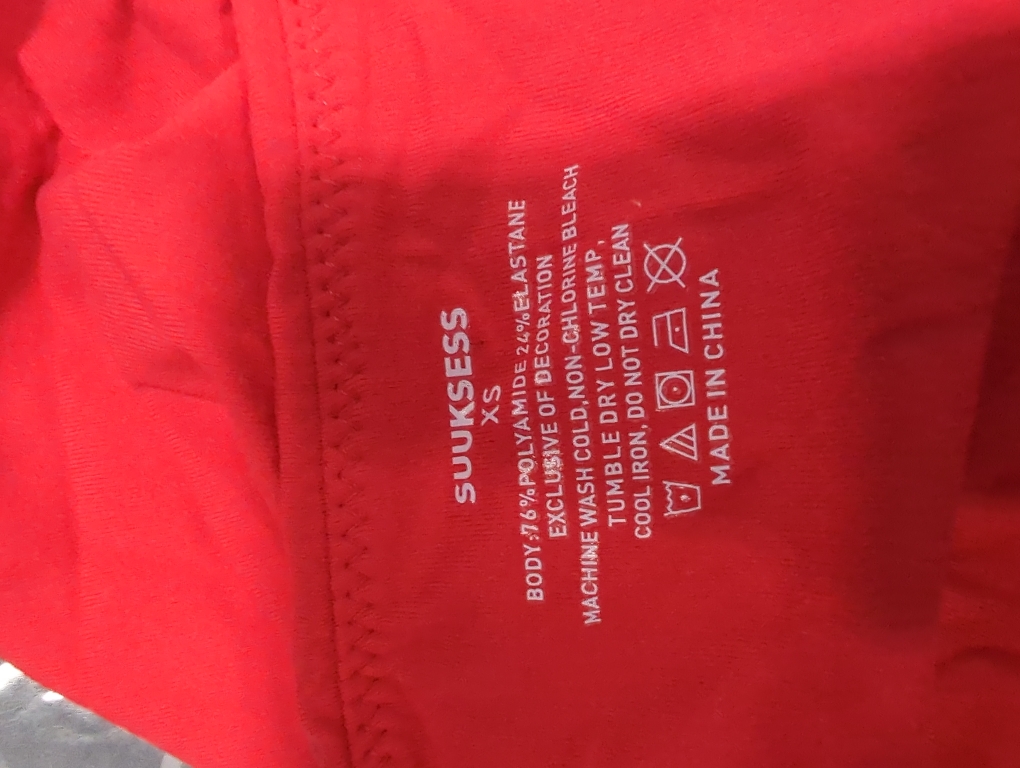 SUUKSESS
XS
BODY:76%POLYAMIDE 24%ELASTANE
EXCLUSIVE OF DECORATION
MACHINE WASH COLD,NON-CHLORINE BLEACH
TUMBLE DRY LOW TEMP,
COOL IRON, DO NOT DRY CLEAN
MADE IN CHINA